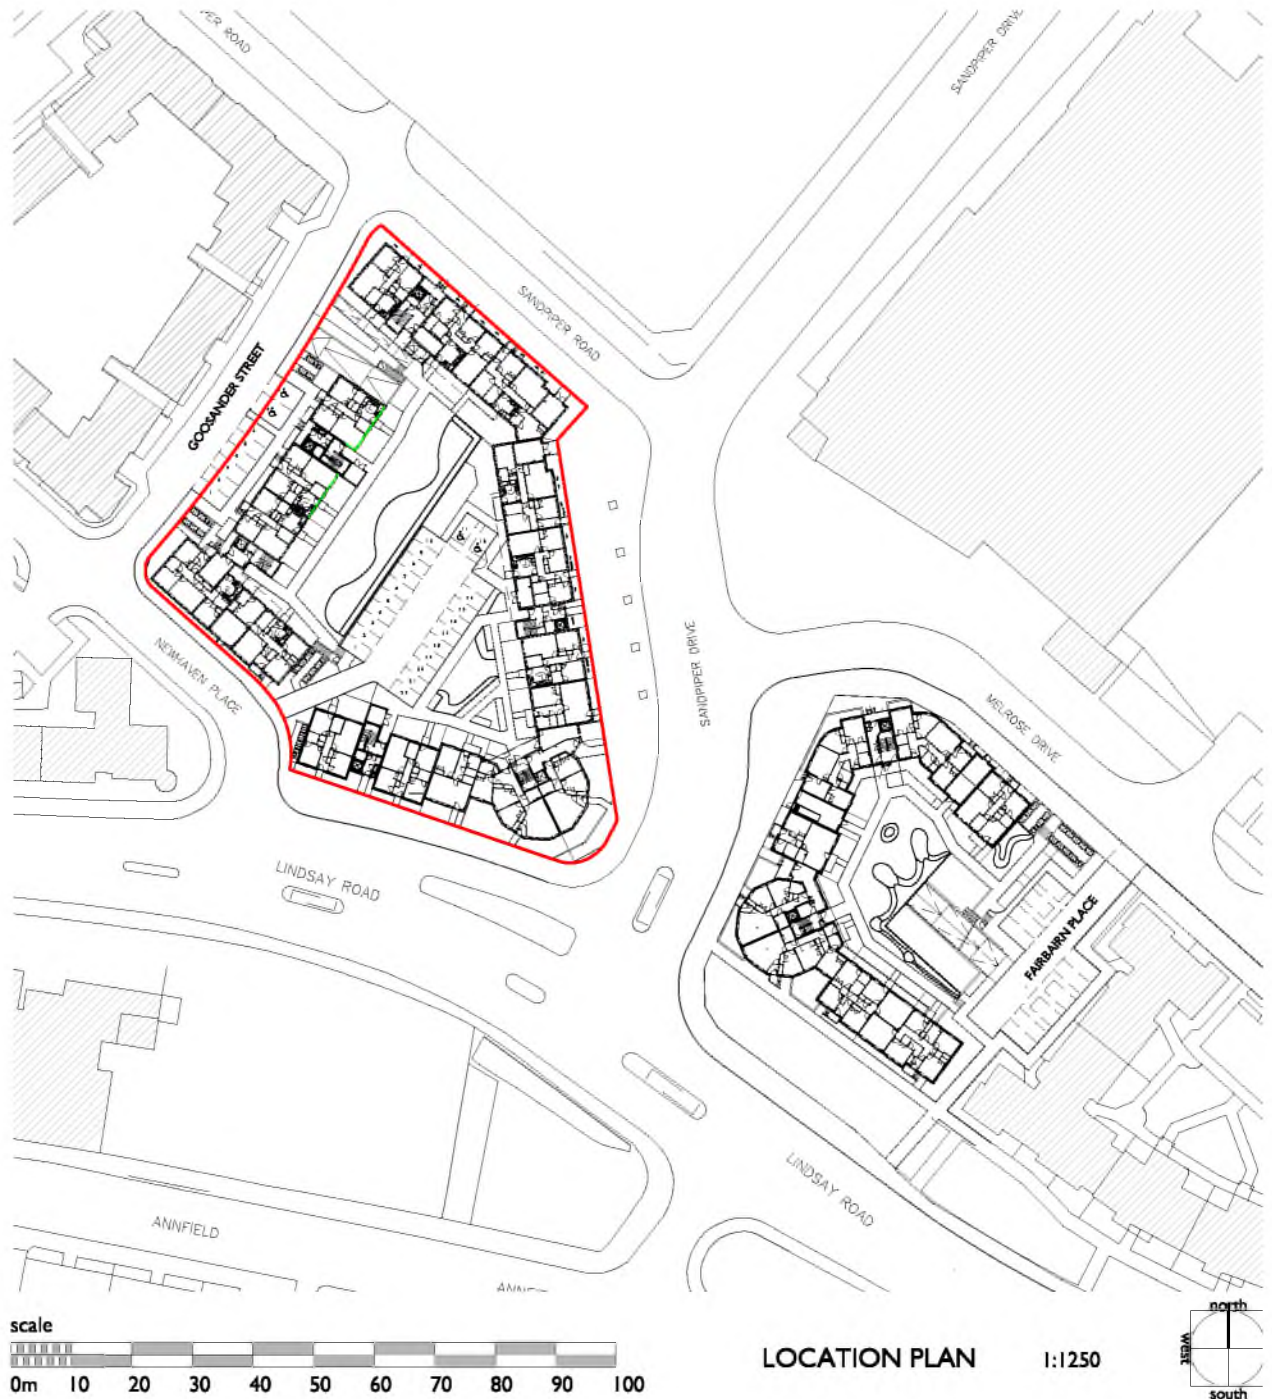 PER ROAD
SANDPIPER DRIVE
SANDPIPER ROAD
GOOSANDER STREET
NEWHAVEN PLACE
SANDPIPER DRIVE
MELROSE DRIVE
LINDSAY ROAD
FAIRBAIRN PLACE
LINDSAY ROAD
ANNFIELD
scale
0m 10 20 30 40 50 60 70 80 90 100
LOCATION PLAN 1:1250
north
west
south